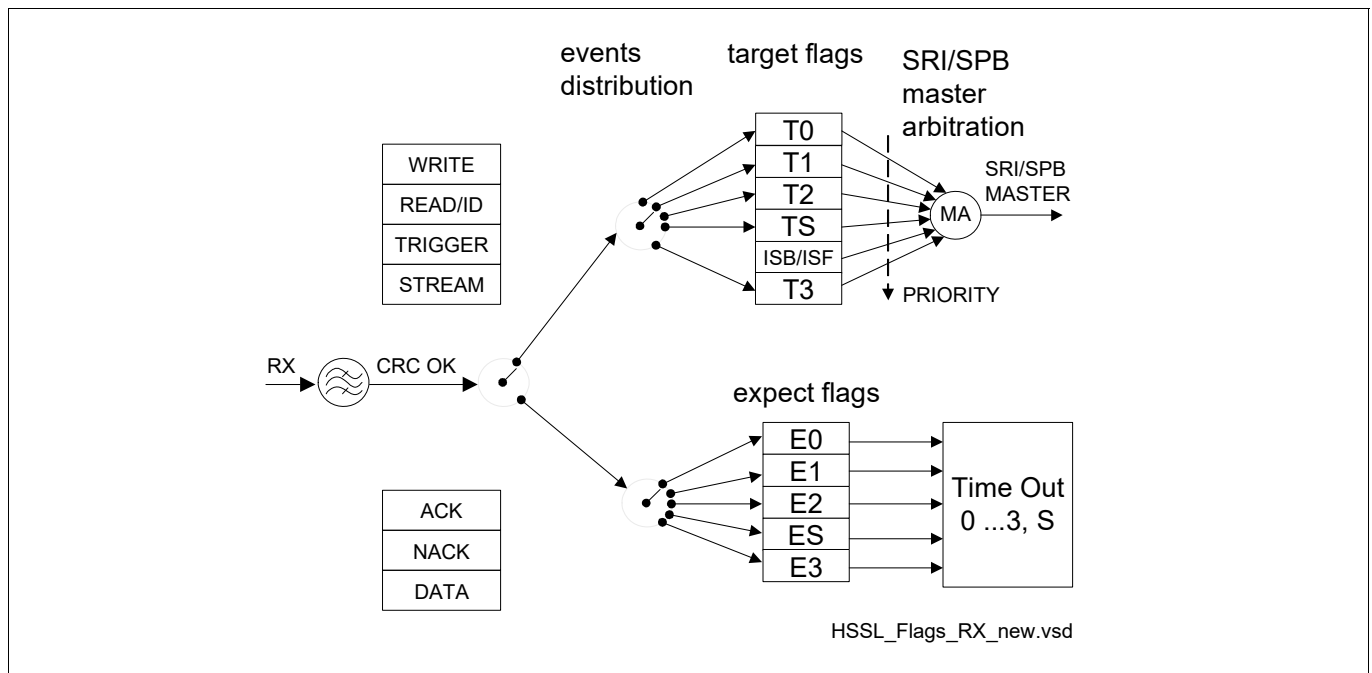 events
distribution
target flags
SRI/SPB
master
arbitration
WRITE
READ/ID
TRIGGER
STREAM
T0
T1
T2
TS
ISB/ISF
T3
MA
SRI/SPB
MASTER
PRIORITY
RX
CRC OK
expect flags
ACK
NACK
DATA
E0
E1
E2
ES
E3
Time Out
0 ...3, S
HSSL_Flags_RX_new.vsd